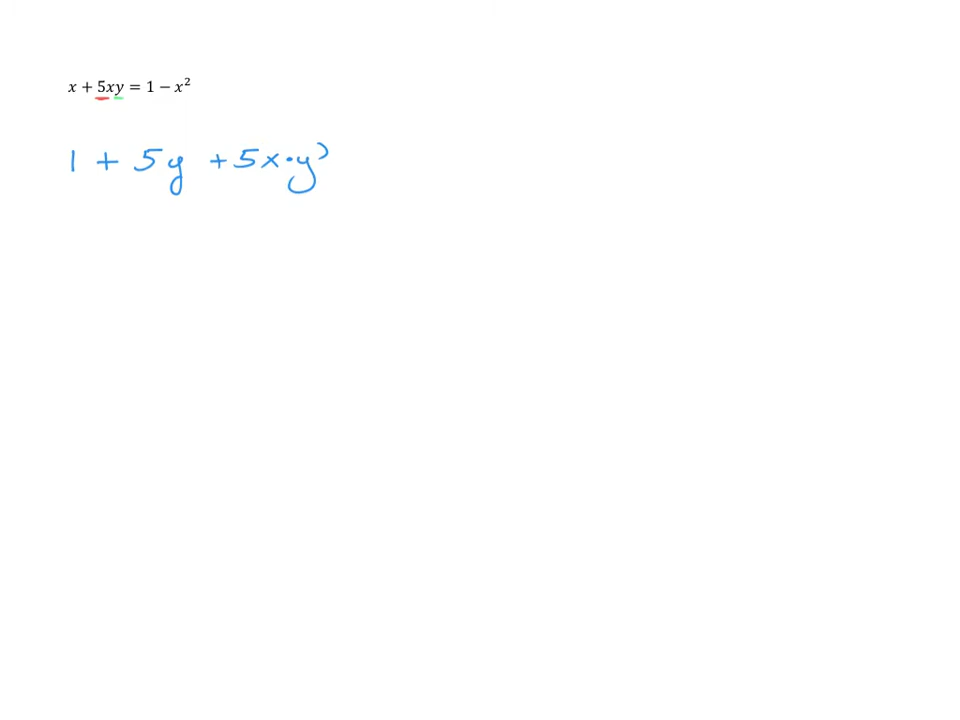 x + 5xy = 1 − x²
1 + 5y + 5x·y'